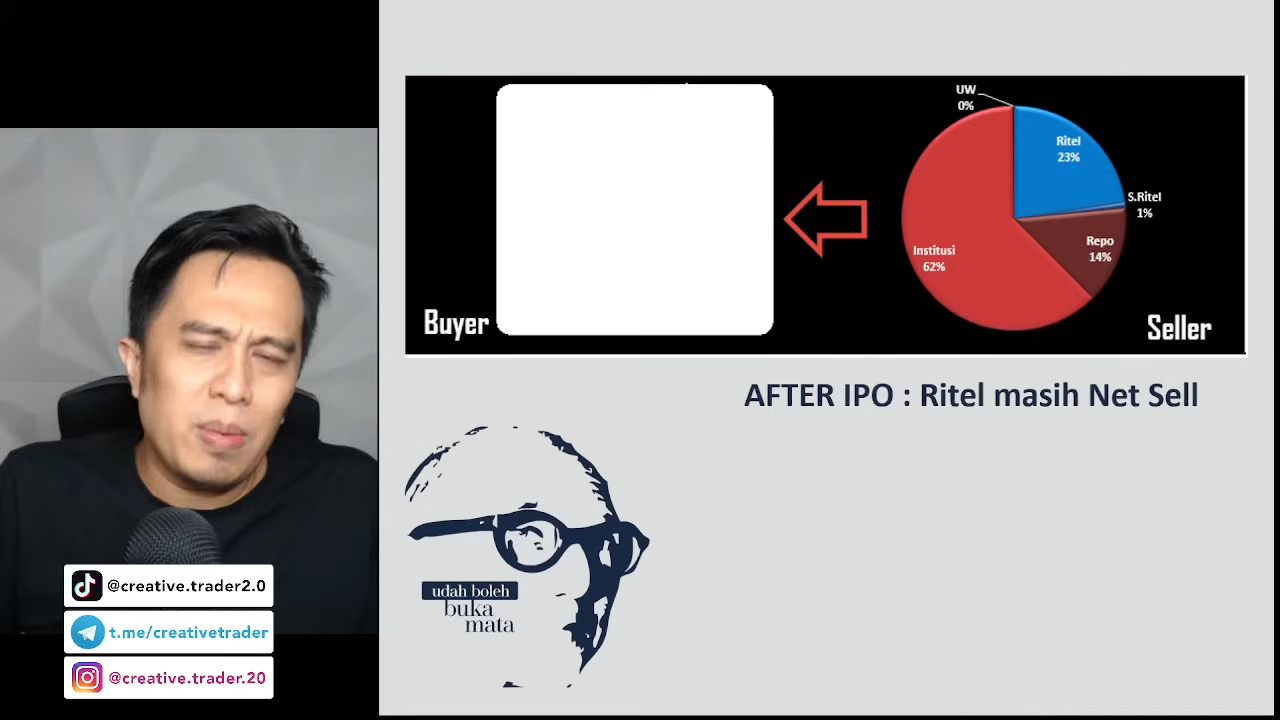 UW
0%
Ritel
23%
S.Ritel
1%
Repo
14%
Institusi
62%
Buyer
Seller
AFTER IPO : Ritel masih Net Sell
udah boleh
buka
mata
@creative.trader2.0
t.me/creativetrader
@creative.trader.20